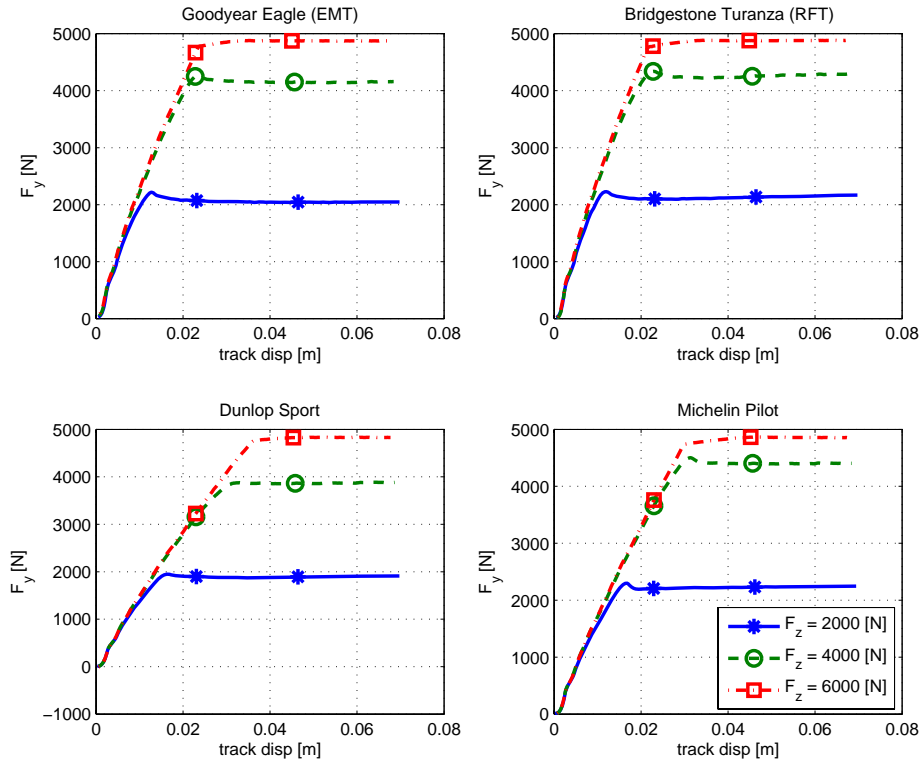 Goodyear Eagle (EMT)
5000
4000
3000
2000
1000
0
F_y [N]
0 0.02 0.04 0.06 0.08
track disp [m]
Bridgestone Turanza (RFT)
5000
4000
3000
2000
1000
0
F_y [N]
0 0.02 0.04 0.06 0.08
track disp [m]
Dunlop Sport
5000
4000
3000
2000
1000
0
−1000
F_y [N]
0 0.02 0.04 0.06 0.08
track disp [m]
Michelin Pilot
5000
4000
3000
2000
1000
0
F_y [N]
0 0.02 0.04 0.06 0.08
track disp [m]
F_z = 2000 [N]
F_z = 4000 [N]
F_z = 6000 [N]